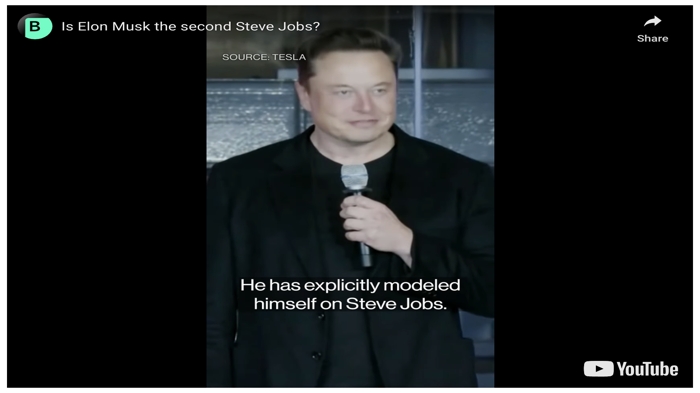 B
Is Elon Musk the second Steve Jobs?
Share
SOURCE: TESLA
He has explicitly modeled
himself on Steve Jobs.
YouTube